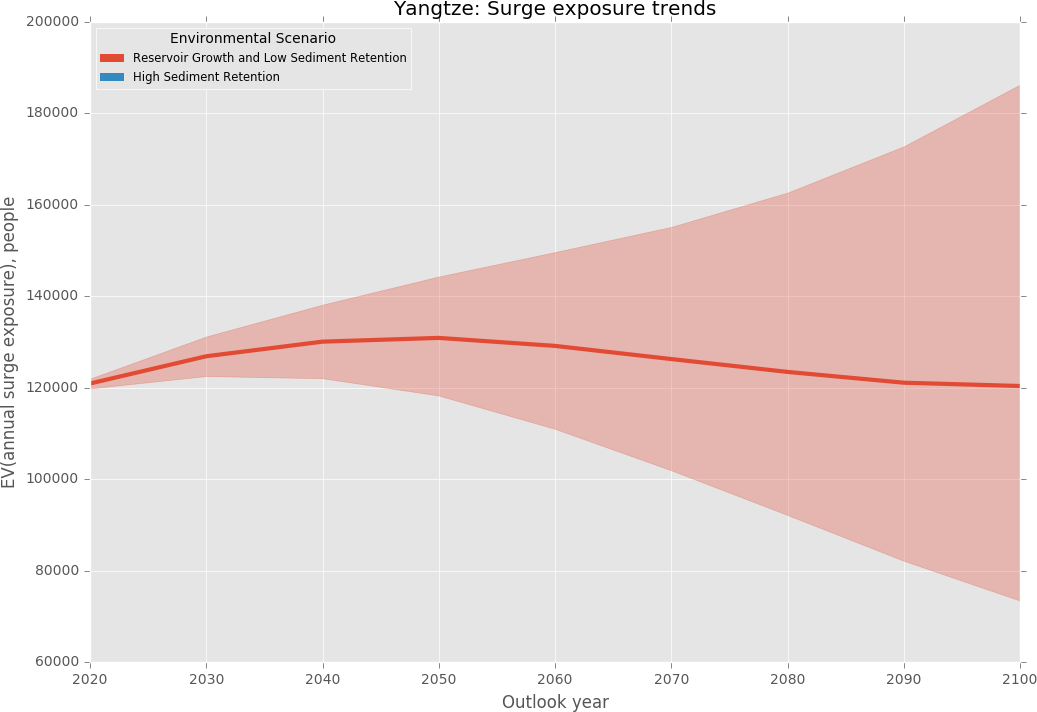 Yangtze: Surge exposure trends
Environmental Scenario
Reservoir Growth and Low Sediment Retention
High Sediment Retention
EV(annual surge exposure), people
200000
180000
160000
140000
120000
100000
80000
60000
2020 2030 2040 2050 2060 2070 2080 2090 2100
Outlook year